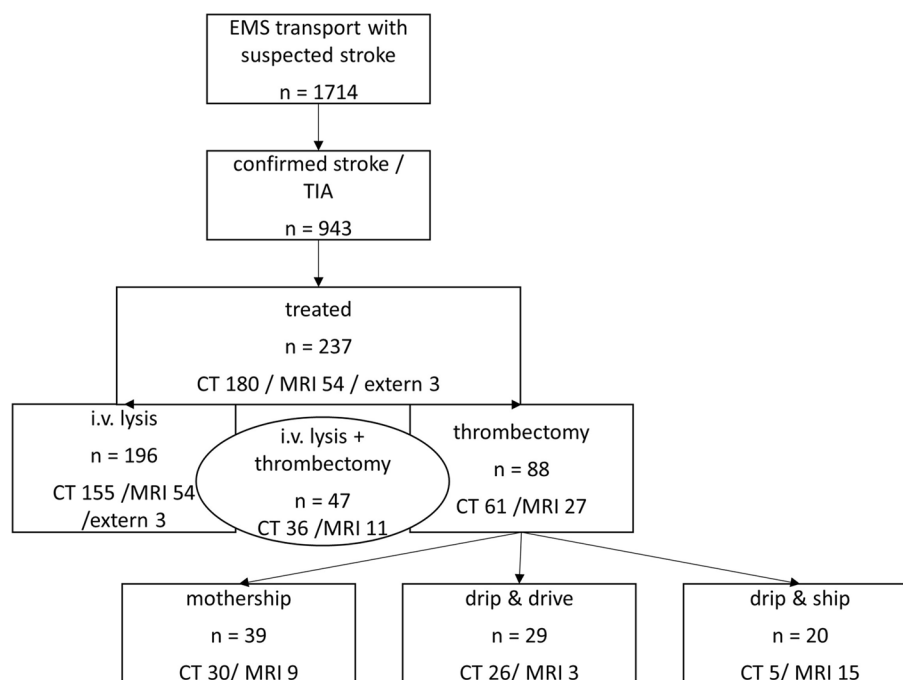 EMS transport with
suspected stroke
n = 1714
confirmed stroke /
TIA
n = 943
treated
n = 237
CT 180 / MRI 54 / extern 3
i.v. lysis
n = 196
CT 155 /MRI 54
/extern 3
i.v. lysis +
thrombectomy
n = 47
CT 36 /MRI 11
thrombectomy
n = 88
CT 61 /MRI 27
mothership
n = 39
CT 30/ MRI 9
drip & drive
n = 29
CT 26/ MRI 3
drip & ship
n = 20
CT 5/ MRI 15